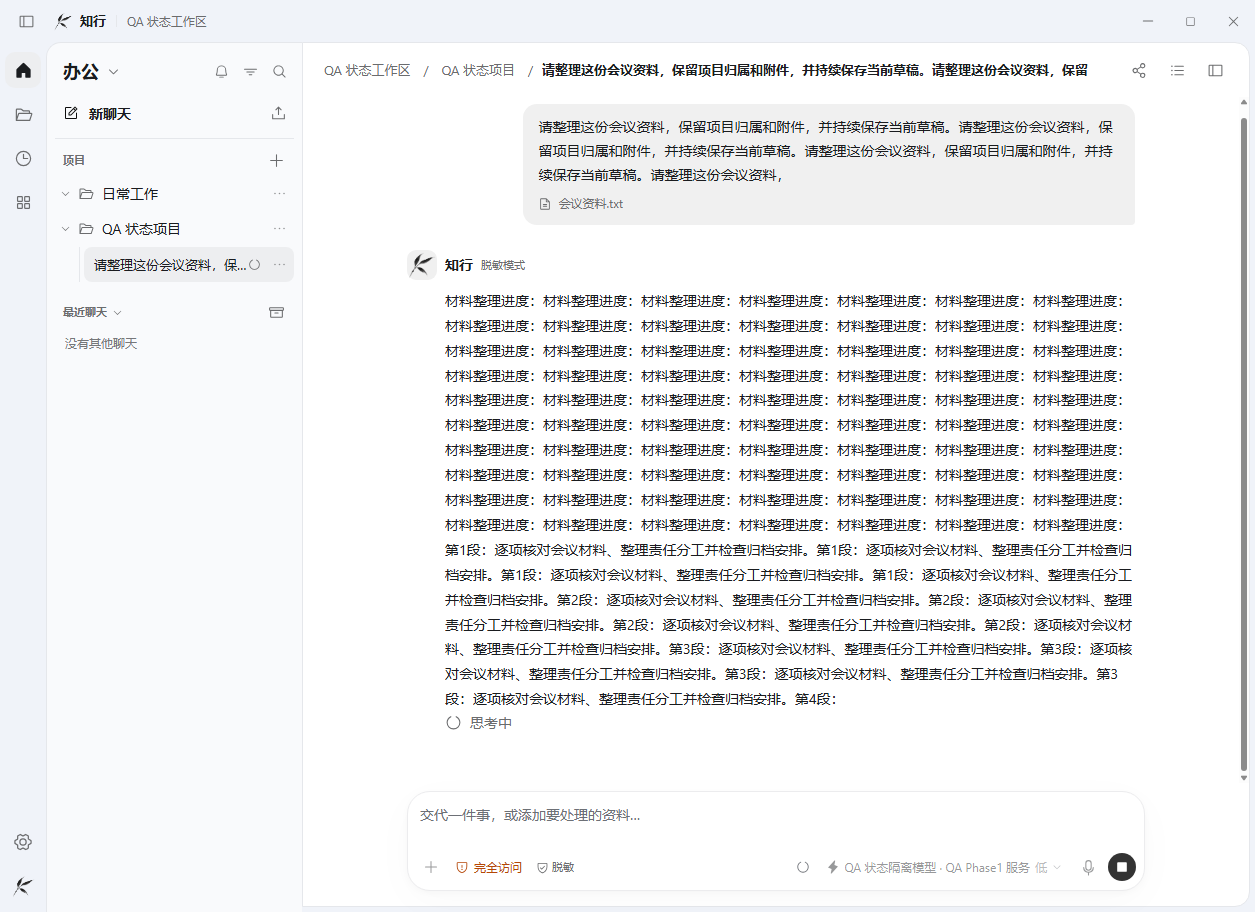 知行 QA 状态工作区
办公
新聊天
项目
日常工作
QA 状态项目
请整理这份会议资料，保...
最近聊天
没有其他聊天
QA 状态工作区 / QA 状态项目 / 请整理这份会议资料，保留项目归属和附件，并持续保存当前草稿。请整理这份会议资料，保留
请整理这份会议资料，保留项目归属和附件，并持续保存当前草稿。请整理这份会议资料，保
留项目归属和附件，并持续保存当前草稿。请整理这份会议资料，保留项目归属和附件，并持
续保存当前草稿。请整理这份会议资料，
会议资料.txt
知行 脱敏模式
材料整理进度：材料整理进度：材料整理进度：材料整理进度：材料整理进度：材料整理进度：材料整理进度：
材料整理进度：材料整理进度：材料整理进度：材料整理进度：材料整理进度：材料整理进度：材料整理进度：
材料整理进度：材料整理进度：材料整理进度：材料整理进度：材料整理进度：材料整理进度：材料整理进度：
材料整理进度：材料整理进度：材料整理进度：材料整理进度：材料整理进度：材料整理进度：材料整理进度：
材料整理进度：材料整理进度：材料整理进度：材料整理进度：材料整理进度：材料整理进度：材料整理进度：
材料整理进度：材料整理进度：材料整理进度：材料整理进度：材料整理进度：材料整理进度：材料整理进度：
材料整理进度：材料整理进度：材料整理进度：材料整理进度：材料整理进度：材料整理进度：材料整理进度：
材料整理进度：材料整理进度：材料整理进度：材料整理进度：材料整理进度：材料整理进度：材料整理进度：
材料整理进度：材料整理进度：材料整理进度：材料整理进度：材料整理进度：材料整理进度：材料整理进度：
材料整理进度：材料整理进度：材料整理进度：材料整理进度：材料整理进度：材料整理进度：材料整理进度：
第1段：逐项核对会议材料、整理责任分工并检查归档安排。第1段：逐项核对会议材料、整理责任分工并检查归
档安排。第1段：逐项核对会议材料、整理责任分工并检查归档安排。第1段：逐项核对会议材料、整理责任分工
并检查归档安排。第2段：逐项核对会议材料、整理责任分工并检查归档安排。第2段：逐项核对会议材料、整理
责任分工并检查归档安排。第2段：逐项核对会议材料、整理责任分工并检查归档安排。第2段：逐项核对会议材
料、整理责任分工并检查归档安排。第3段：逐项核对会议材料、整理责任分工并检查归档安排。第3段：逐项核
对会议材料、整理责任分工并检查归档安排。第3段：逐项核对会议材料、整理责任分工并检查归档安排。第3
段：逐项核对会议材料、整理责任分工并检查归档安排。第4段：
思考中
交代一件事，或添加要处理的资料...
完全访问 脱敏 QA 状态隔离模型 · QA Phase1 服务 低